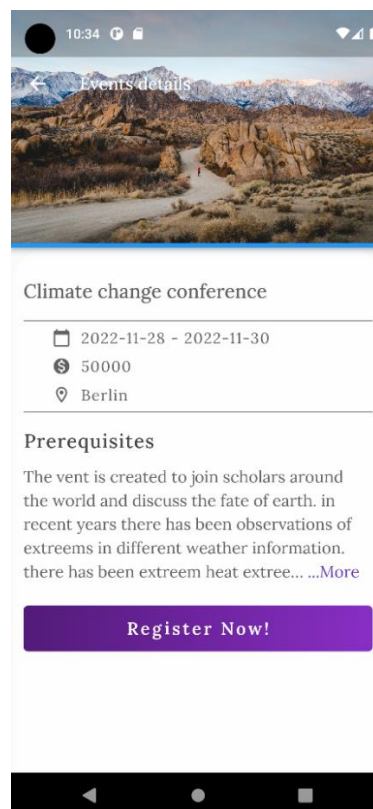 10:34
Events details
Climate change conference
2022-11-28 - 2022-11-30
50000
Berlin
Prerequisites
The vent is created to join scholars around
the world and discuss the fate of earth. in
recent years there has been observations of
extreems in different weather information.
there has been extreem heat extree... ...More
Register Now!